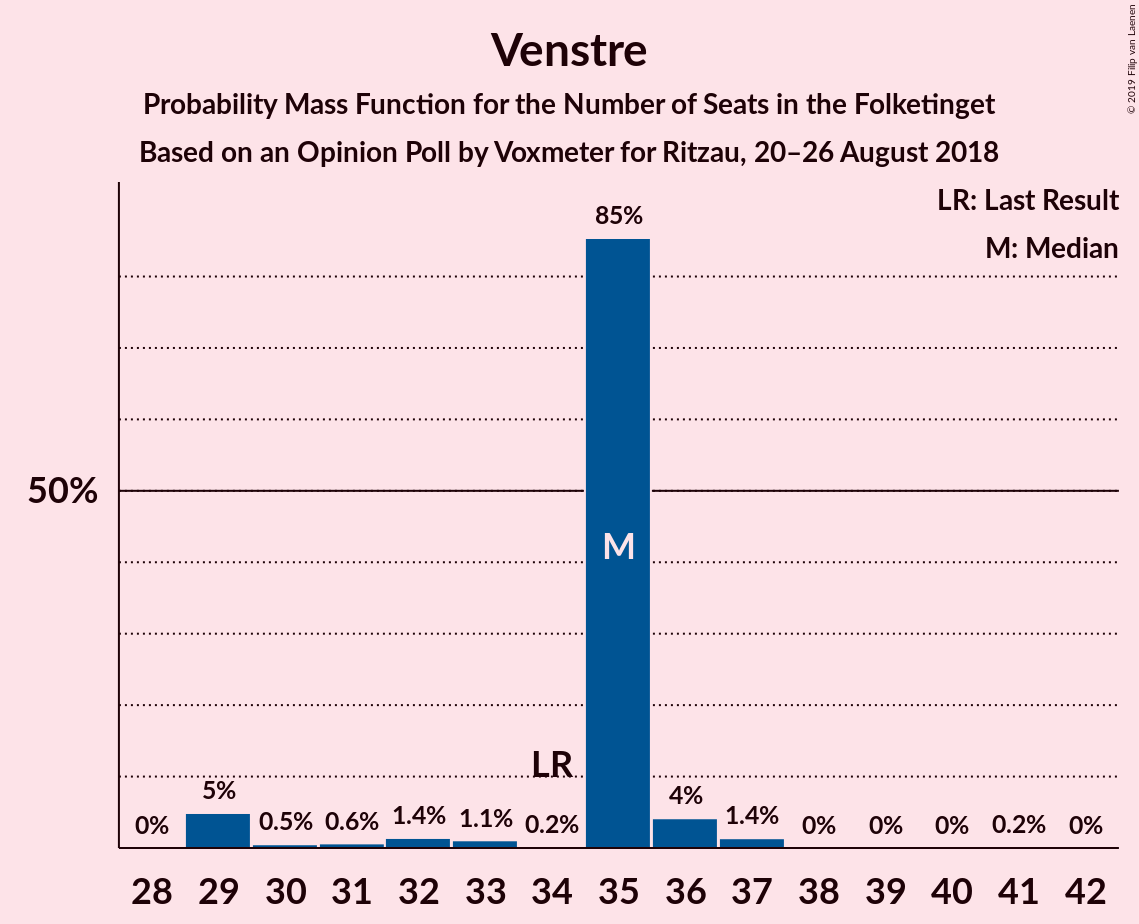 Venstre
Probability Mass Function for the Number of Seats in the Folketinget
Based on an Opinion Poll by Voxmeter for Ritzau, 20–26 August 2018
© 2019 Filip van Laenen
LR: Last Result
M: Median
85%
50%
M
LR
0% 5% 0.5% 0.6% 1.4% 1.1% 0.2% 4% 1.4% 0% 0% 0% 0.2% 0%
28 29 30 31 32 33 34 35 36 37 38 39 40 41 42